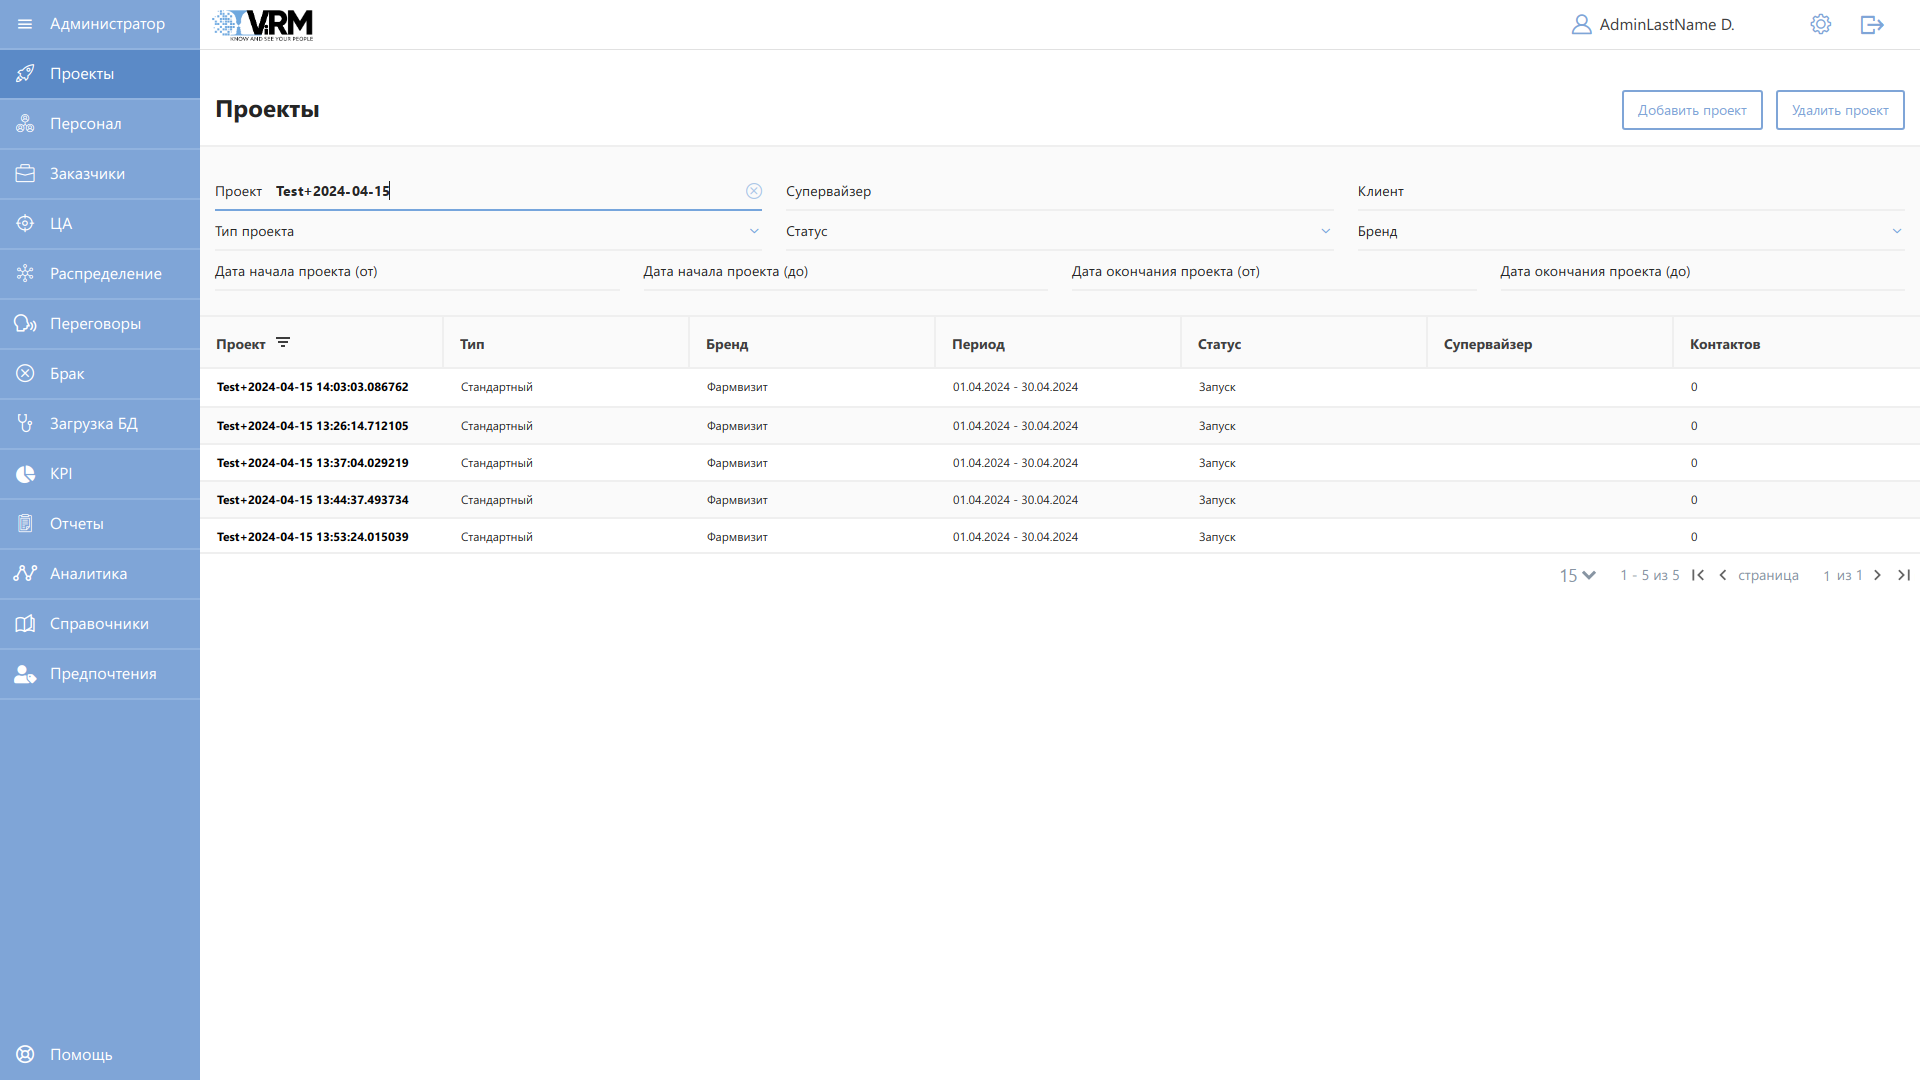 Администратор
ViRM
KNOW AND SEE YOUR PEOPLE
AdminLastName D.
Проекты
Персонал
Заказчики
ЦА
Распределение
Переговоры
Брак
Загрузка БД
KPI
Отчеты
Аналитика
Справочники
Предпочтения
Помощь
Проекты
Добавить проект
Удалить проект
Проект Test+2024-04-15
Супервайзер
Клиент
Тип проекта
Статус
Бренд
Дата начала проекта (от)
Дата начала проекта (до)
Дата окончания проекта (от)
Дата окончания проекта (до)
Проект Тип Бренд Период Статус Супервайзер Контактов
Test+2024-04-15 14:03:03.086762 Стандартный Фармвизит 01.04.2024 - 30.04.2024 Запуск 0
Test+2024-04-15 13:26:14.712105 Стандартный Фармвизит 01.04.2024 - 30.04.2024 Запуск 0
Test+2024-04-15 13:37:04.029219 Стандартный Фармвизит 01.04.2024 - 30.04.2024 Запуск 0
Test+2024-04-15 13:44:37.493734 Стандартный Фармвизит 01.04.2024 - 30.04.2024 Запуск 0
Test+2024-04-15 13:53:24.015039 Стандартный Фармвизит 01.04.2024 - 30.04.2024 Запуск 0
15 1 - 5 из 5 страница 1 из 1